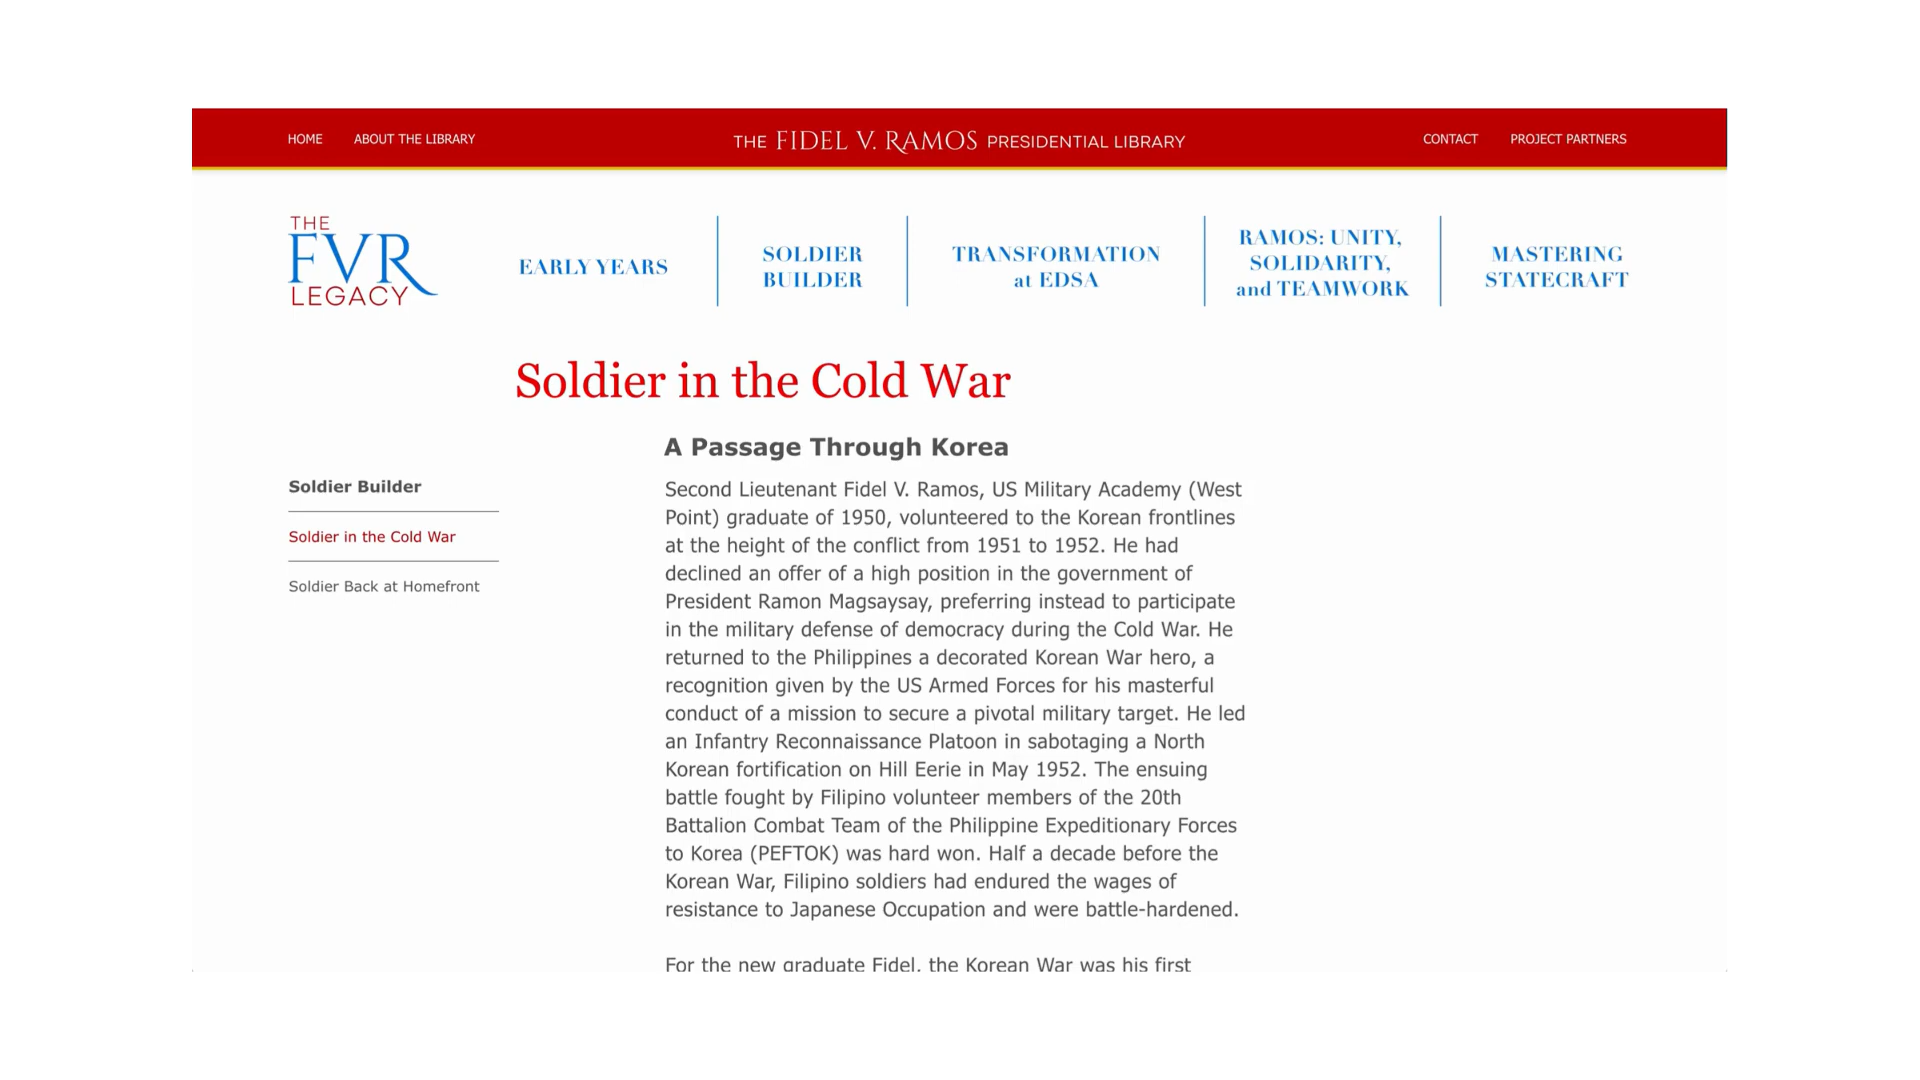 HOME ABOUT THE LIBRARY THE FIDEL V. RAMOS PRESIDENTIAL LIBRARY CONTACT PROJECT PARTNERS
THE
FVR
LEGACY
EARLY YEARS
SOLDIER
BUILDER
TRANSFORMATION
at EDSA
RAMOS: UNITY,
SOLIDARITY,
and TEAMWORK
MASTERING
STATECRAFT
Soldier in the Cold War
Soldier Builder
Soldier in the Cold War
Soldier Back at Homefront
A Passage Through Korea
Second Lieutenant Fidel V. Ramos, US Military Academy (West
Point) graduate of 1950, volunteered to the Korean frontlines
at the height of the conflict from 1951 to 1952. He had
declined an offer of a high position in the government of
President Ramon Magsaysay, preferring instead to participate
in the military defense of democracy during the Cold War. He
returned to the Philippines a decorated Korean War hero, a
recognition given by the US Armed Forces for his masterful
conduct of a mission to secure a pivotal military target. He led
an Infantry Reconnaissance Platoon in sabotaging a North
Korean fortification on Hill Eerie in May 1952. The ensuing
battle fought by Filipino volunteer members of the 20th
Battalion Combat Team of the Philippine Expeditionary Forces
to Korea (PEFTOK) was hard won. Half a decade before the
Korean War, Filipino soldiers had endured the wages of
resistance to Japanese Occupation and were battle-hardened.
For the new graduate Fidel, the Korean War was his first